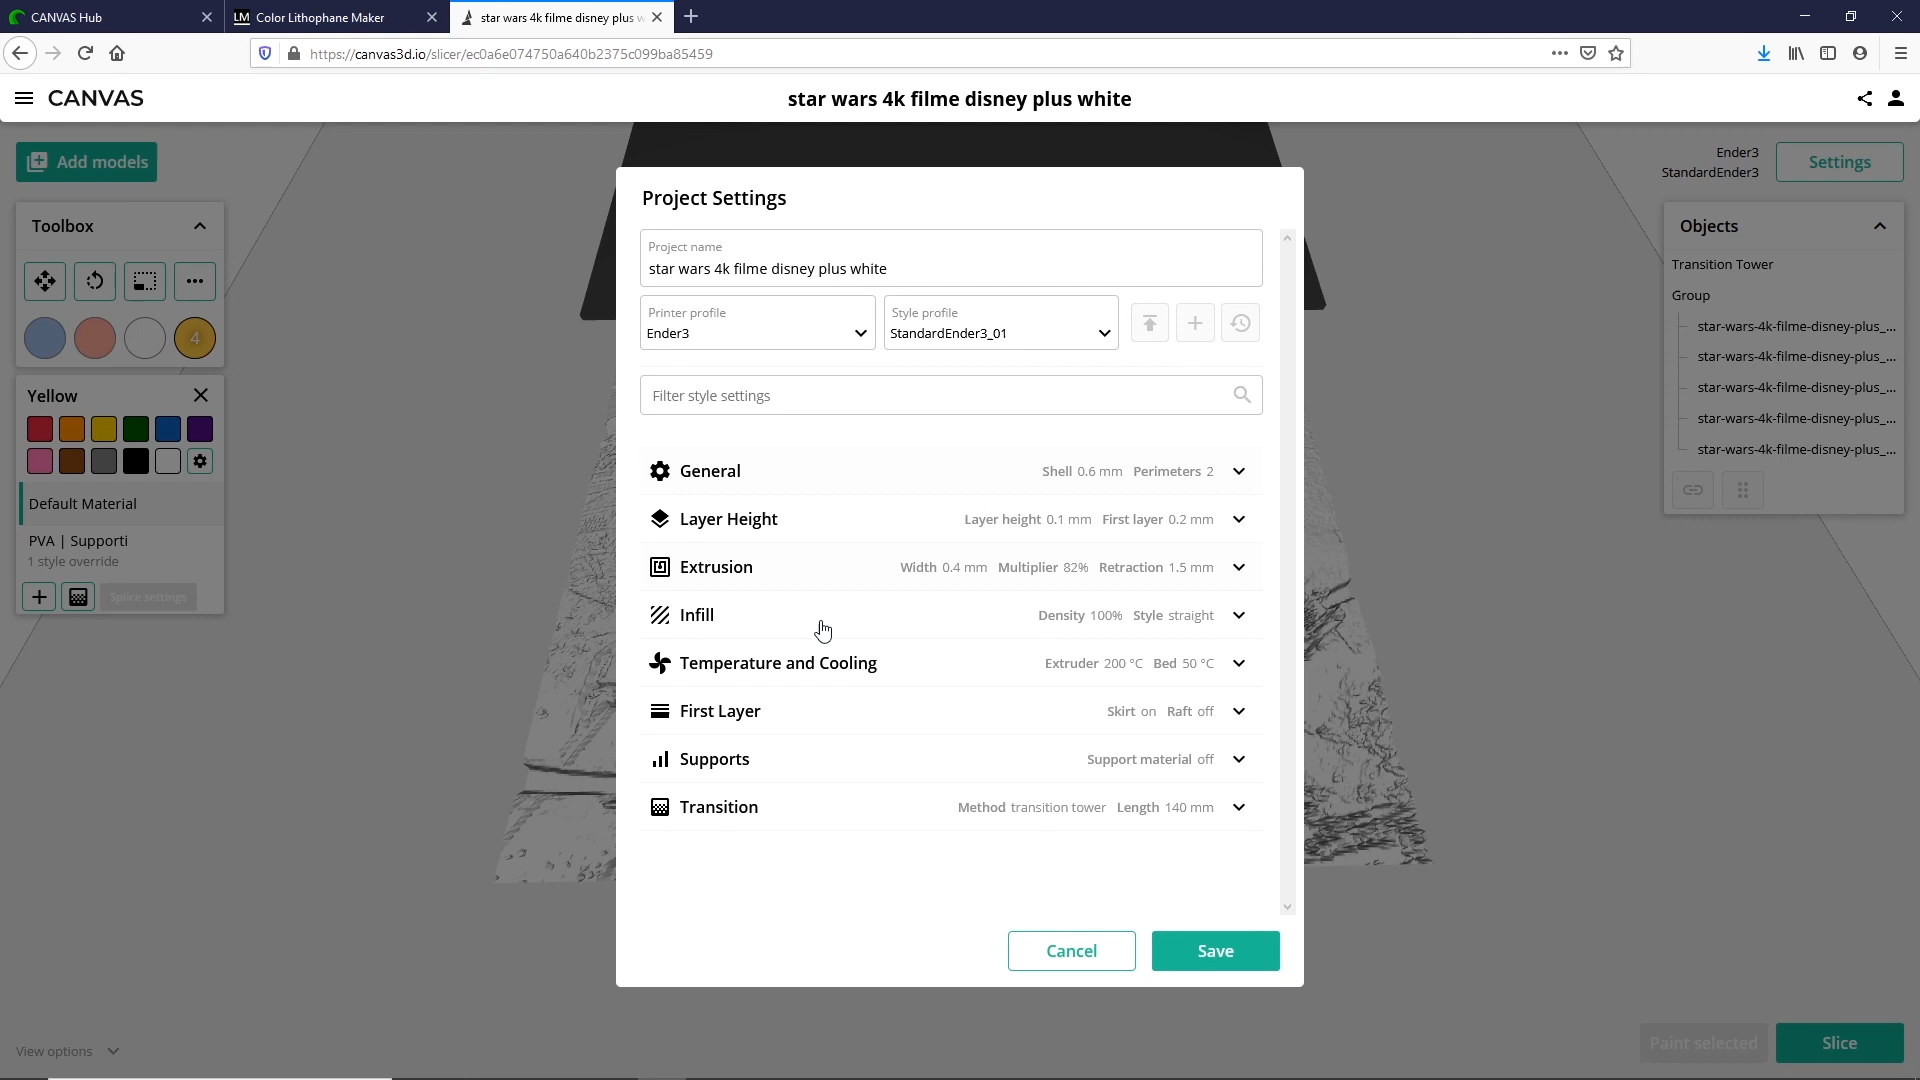 CANVAS Hub
LM Color Lithophane Maker
star wars 4k filme disney plus w
https://canvas3d.io/slicer/ec0a6e074750a640b2375c099ba85459
CANVAS
star wars 4k filme disney plus white
Add models
Ender3
StandardEnder3
Settings
Toolbox
4
Yellow
Default Material
PVA | Supporti
1 style override
Splice settings
Project Settings
Project name
star wars 4k filme disney plus white
Printer profile
Ender3
Style profile
StandardEnder3_01
Filter style settings
General Shell 0.6 mm Perimeters 2
Layer Height Layer height 0.1 mm First layer 0.2 mm
Extrusion Width 0.4 mm Multiplier 82% Retraction 1.5 mm
Infill Density 100% Style straight
Temperature and Cooling Extruder 200 °C Bed 50 °C
First Layer Skirt on Raft off
Supports Support material off
Transition Method transition tower Length 140 mm
Cancel
Save
Objects
Transition Tower
Group
star-wars-4k-filme-disney-plus_...
star-wars-4k-filme-disney-plus_...
star-wars-4k-filme-disney-plus_...
star-wars-4k-filme-disney-plus_...
star-wars-4k-filme-disney-plus_...
View options
Paint selected
Slice